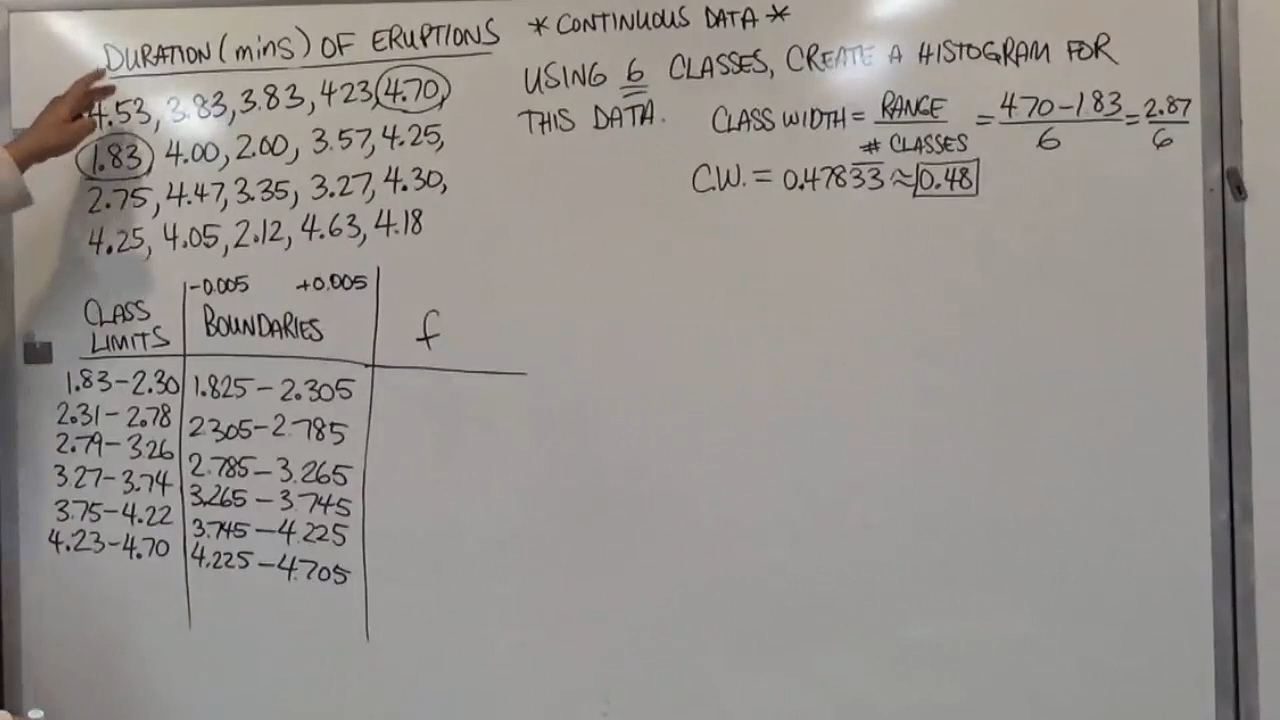 DURATION (mins) OF ERUPTIONS
4.53, 3.83, 3.83, 423, 4.70,
1.83, 4.00, 2.00, 3.57, 4.25,
2.75, 4.47, 3.35, 3.27, 4.30,
4.25, 4.05, 2.12, 4.63, 4.18
* CONTINUOUS DATA *
USING 6 CLASSES, CREATE A HISTOGRAM FOR
THIS DATA.
CLASS WIDTH = RANGE / # CLASSES = 4.70 - 1.83 / 6 = 2.87 / 6
C.W. = 0.47833 ≈ 0.48
-0.005 +0.005
CLASS LIMITS BOUNDARIES f
1.83 - 2.30 1.825 - 2.305
2.31 - 2.78 2305 - 2.785
2.79 - 3.26 2.785 - 3.265
3.27 - 3.74 3.265 - 3.745
3.75 - 4.22 3.745 - 4.225
4.23 - 4.70 4.225 - 4.705